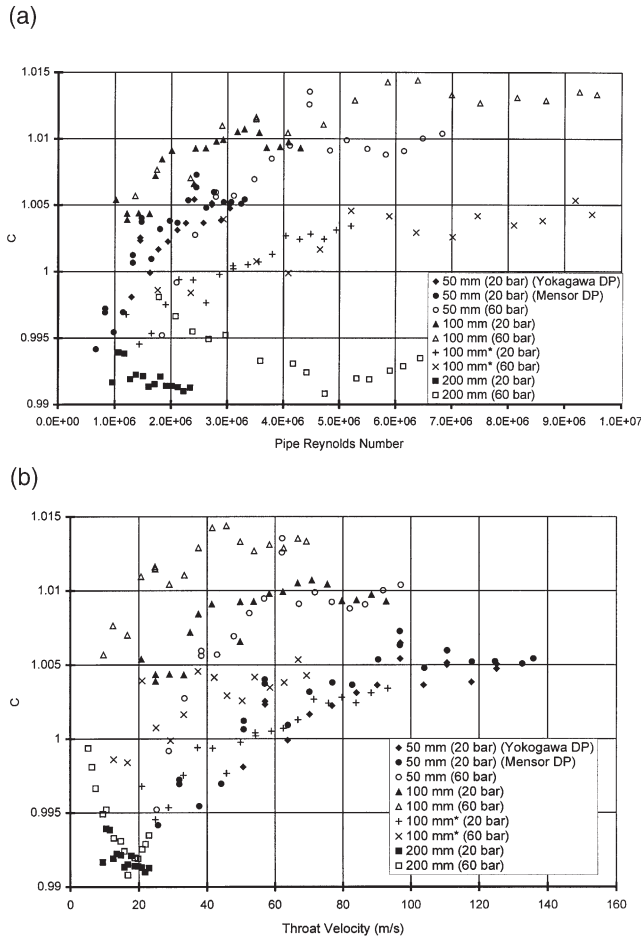 (a)
1.015
1.01
1.005
1
0.995
0.99
C
0.0E+00 1.0E+06 2.0E+06 3.0E+06 4.0E+06 5.0E+06 6.0E+06 7.0E+06 8.0E+06 9.0E+06 1.0E+07
Pipe Reynolds Number
50 mm (20 bar) (Yokagawa DP)
50 mm (20 bar) (Mensor DP)
50 mm (60 bar)
100 mm (20 bar)
100 mm (60 bar)
100 mm* (20 bar)
100 mm* (60 bar)
200 mm (20 bar)
200 mm (60 bar)
(b)
1.015
1.01
1.005
1
0.995
0.99
C
0 20 40 60 80 100 120 140 160
Throat Velocity (m/s)
50 mm (20 bar) (Yokogawa DP)
50 mm (20 bar) (Mensor DP)
50 mm (60 bar)
100 mm (20 bar)
100 mm (60 bar)
100 mm* (20 bar)
100 mm* (60 bar)
200 mm (20 bar)
200 mm (60 bar)